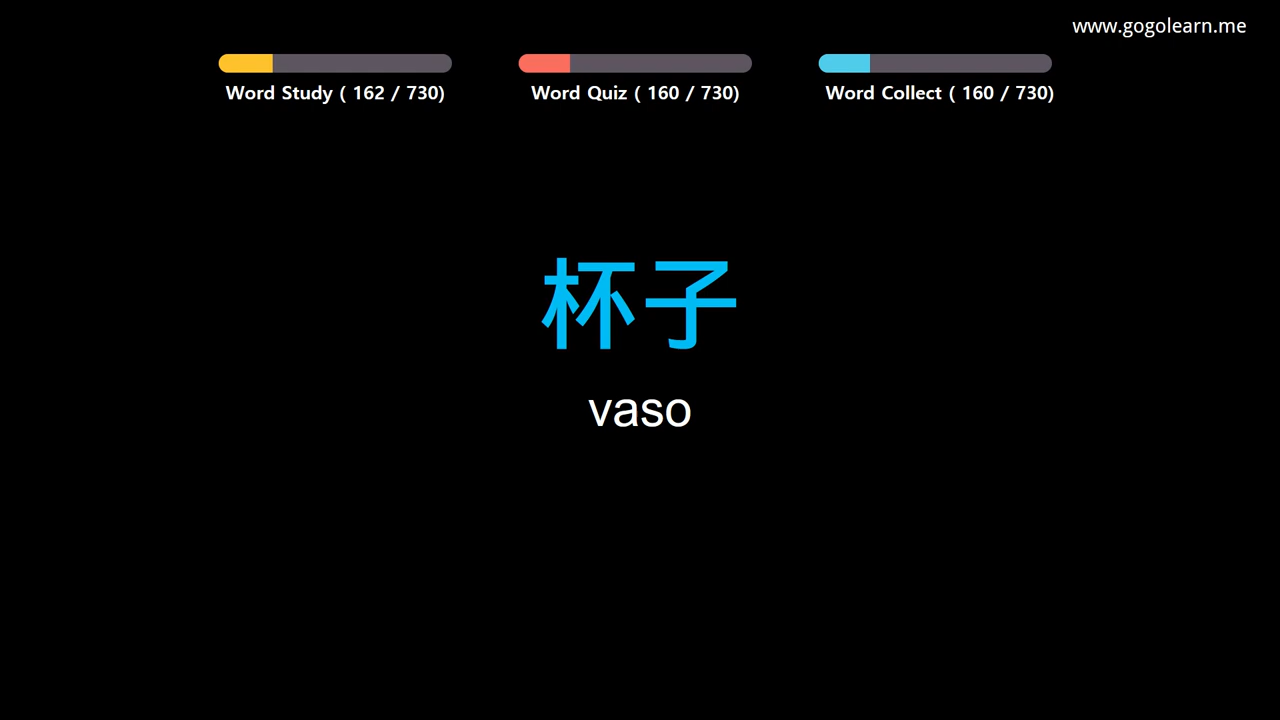 www.gogolearn.me
Word Study ( 162 / 730)
Word Quiz ( 160 / 730)
Word Collect ( 160 / 730)
杯子
vaso